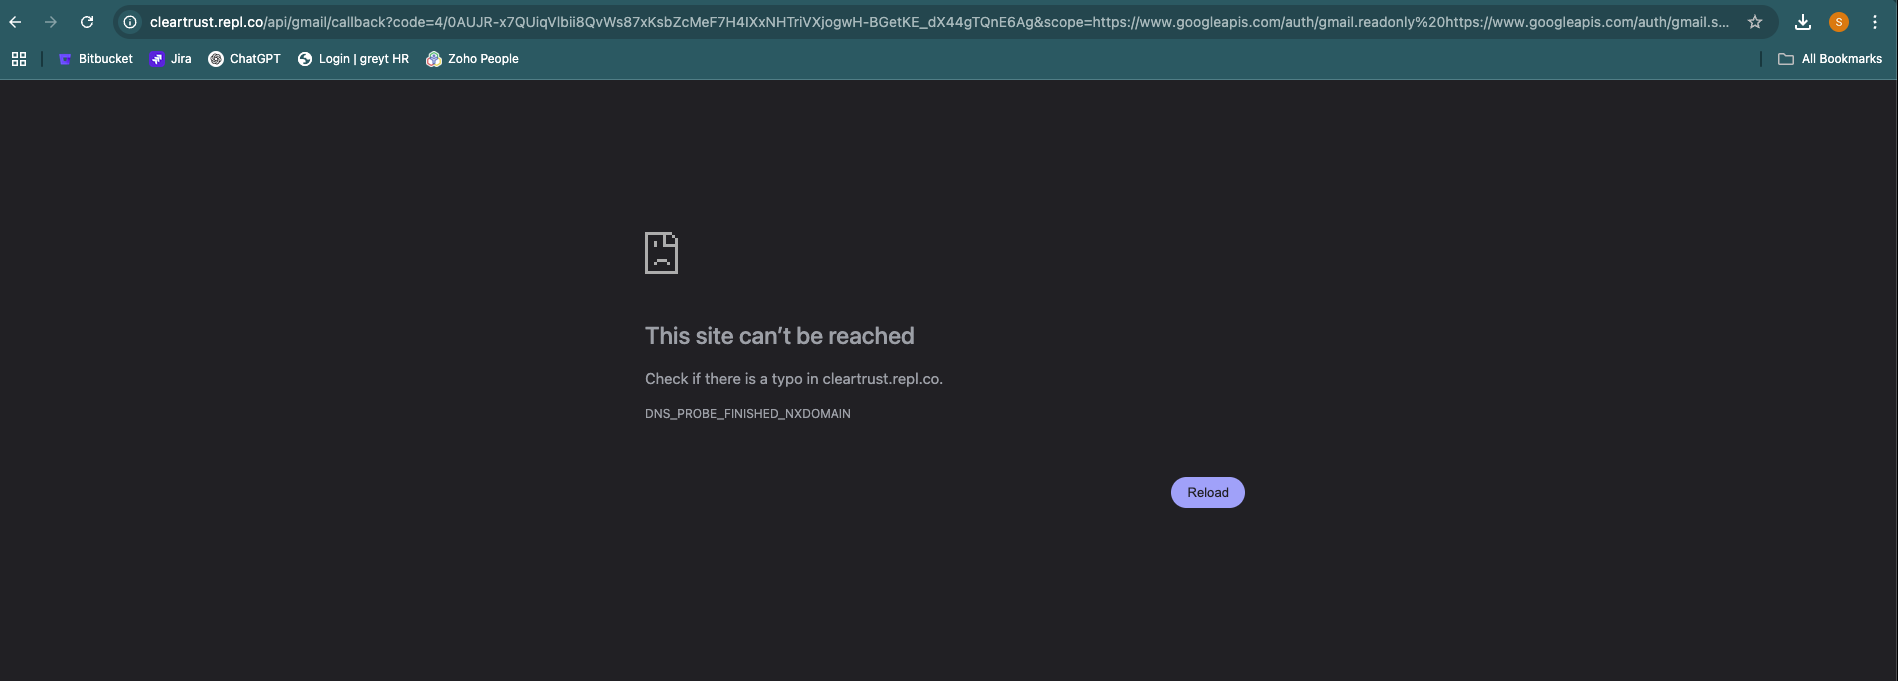 cleartrust.repl.co/api/gmail/callback?code=4/0AUJR-x7QUiqVlbii8QvWs87xKsbZcMeF7H4IXxNHTriVXjogwH-BGetKE_dX44gTQnE6Ag&scope=https://www.googleapis.com/auth/gmail.readonly%20https://www.googleapis.com/auth/gmail.s...
S
Bitbucket Jira ChatGPT Login | greyt HR Zoho People All Bookmarks
This site can’t be reached
Check if there is a typo in cleartrust.repl.co.
DNS_PROBE_FINISHED_NXDOMAIN
Reload